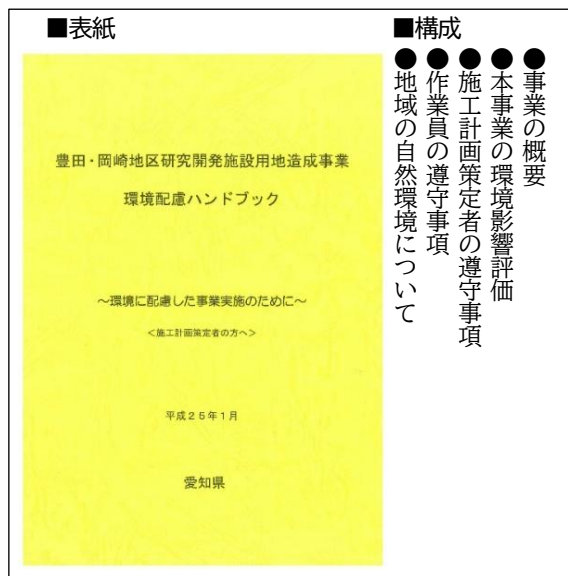 ■表紙
豊田・岡崎地区研究開発施設用地造成事業
環境配慮ハンドブック
～環境に配慮した事業実施のために～
＜施工計画策定者の方へ＞
平成２５年１月
愛知県
■構成
●事業の概要
●本事業の環境影響評価
●施工計画策定者の遵守事項
●作業員の遵守事項
●地域の自然環境について